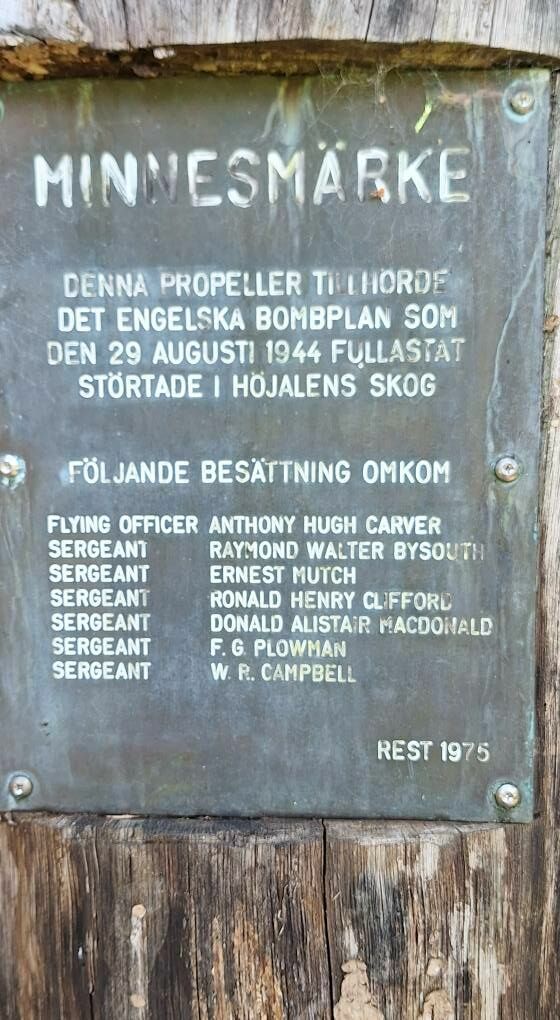 MINNESMÄRKE
DENNA PROPELLER TILLHÖRDE
DET ENGELSKA BOMBPLAN SOM
DEN 29 AUGUSTI 1944 FULLASTAT
STÖRTADE I HÖJALENS SKOG
FÖLJANDE BESÄTTNING OMKOM
FLYING OFFICER ANTHONY HUGH CARVER
SERGEANT RAYMOND WALTER BYSOUTH
SERGEANT ERNEST MUTCH
SERGEANT RONALD HENRY CLIFFORD
SERGEANT DONALD ALISTAIR MACDONALD
SERGEANT F. G. PLOWMAN
SERGEANT W. R. CAMPBELL
REST 1975